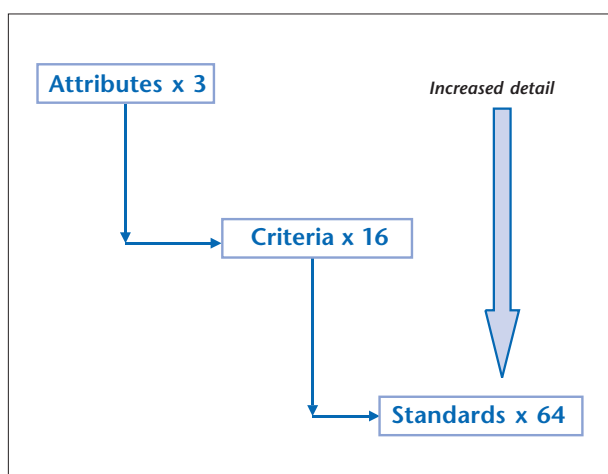 Attributes x 3
Increased detail
Criteria x 16
Standards x 64